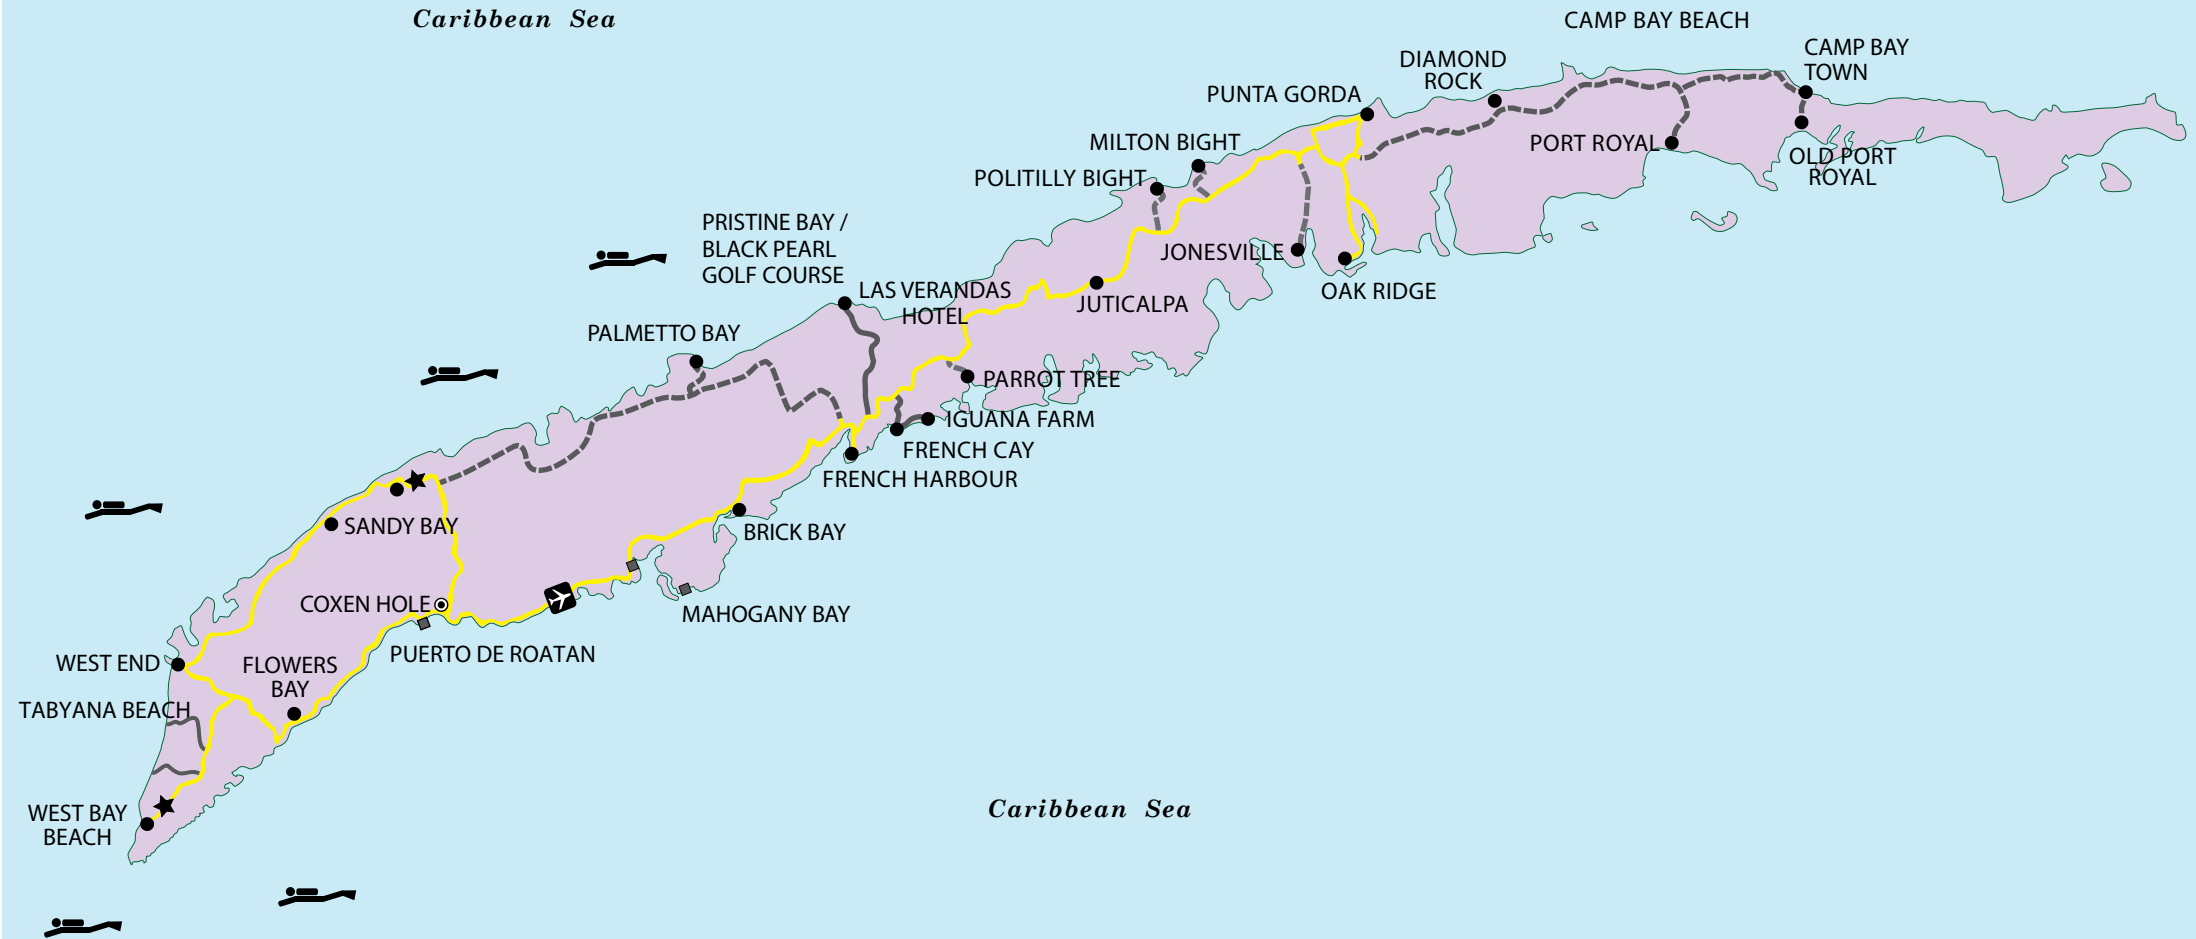 Caribbean Sea
CAMP BAY BEACH
CAMP BAY
TOWN
DIAMOND
ROCK
PUNTA GORDA
MILTON BIGHT
PORT ROYAL
OLD PORT
ROYAL
POLITILLY BIGHT
PRISTINE BAY /
BLACK PEARL
GOLF COURSE
JONESVILLE
LAS VERANDAS
HOTEL
OAK RIDGE
JUTICALPA
PALMETTO BAY
PARROT TREE
IGUANA FARM
FRENCH CAY
FRENCH HARBOUR
SANDY BAY
BRICK BAY
COXEN HOLE
MAHOGANY BAY
PUERTO DE ROATAN
WEST END
FLOWERS
BAY
TABYANA BEACH
WEST BAY
BEACH
Caribbean Sea